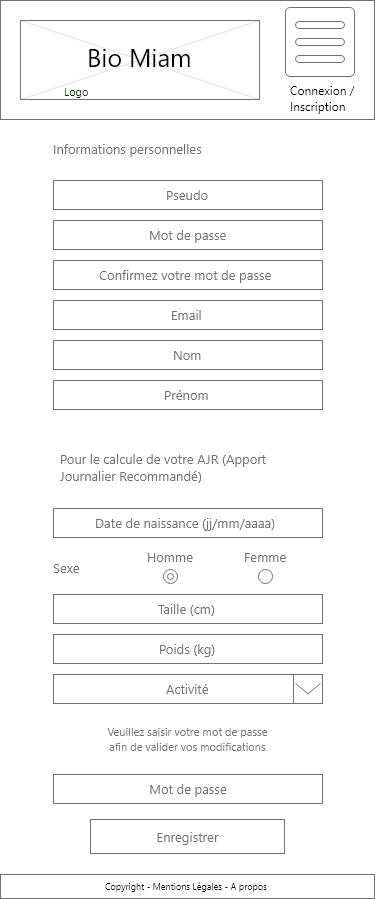 Bio Miam
Logo
Connexion /
Inscription
Informations personnelles
Pseudo
Mot de passe
Confirmez votre mot de passe
Email
Nom
Prénom
Pour le calcule de votre AJR (Apport
Journalier Recommandé)
Date de naissance (jj/mm/aaaa)
Homme Femme
Sexe
Taille (cm)
Poids (kg)
Activité
Veuillez saisir votre mot de passe
afin de valider vos modifications
Mot de passe
Enregistrer
Copyright - Mentions Légales - A propos